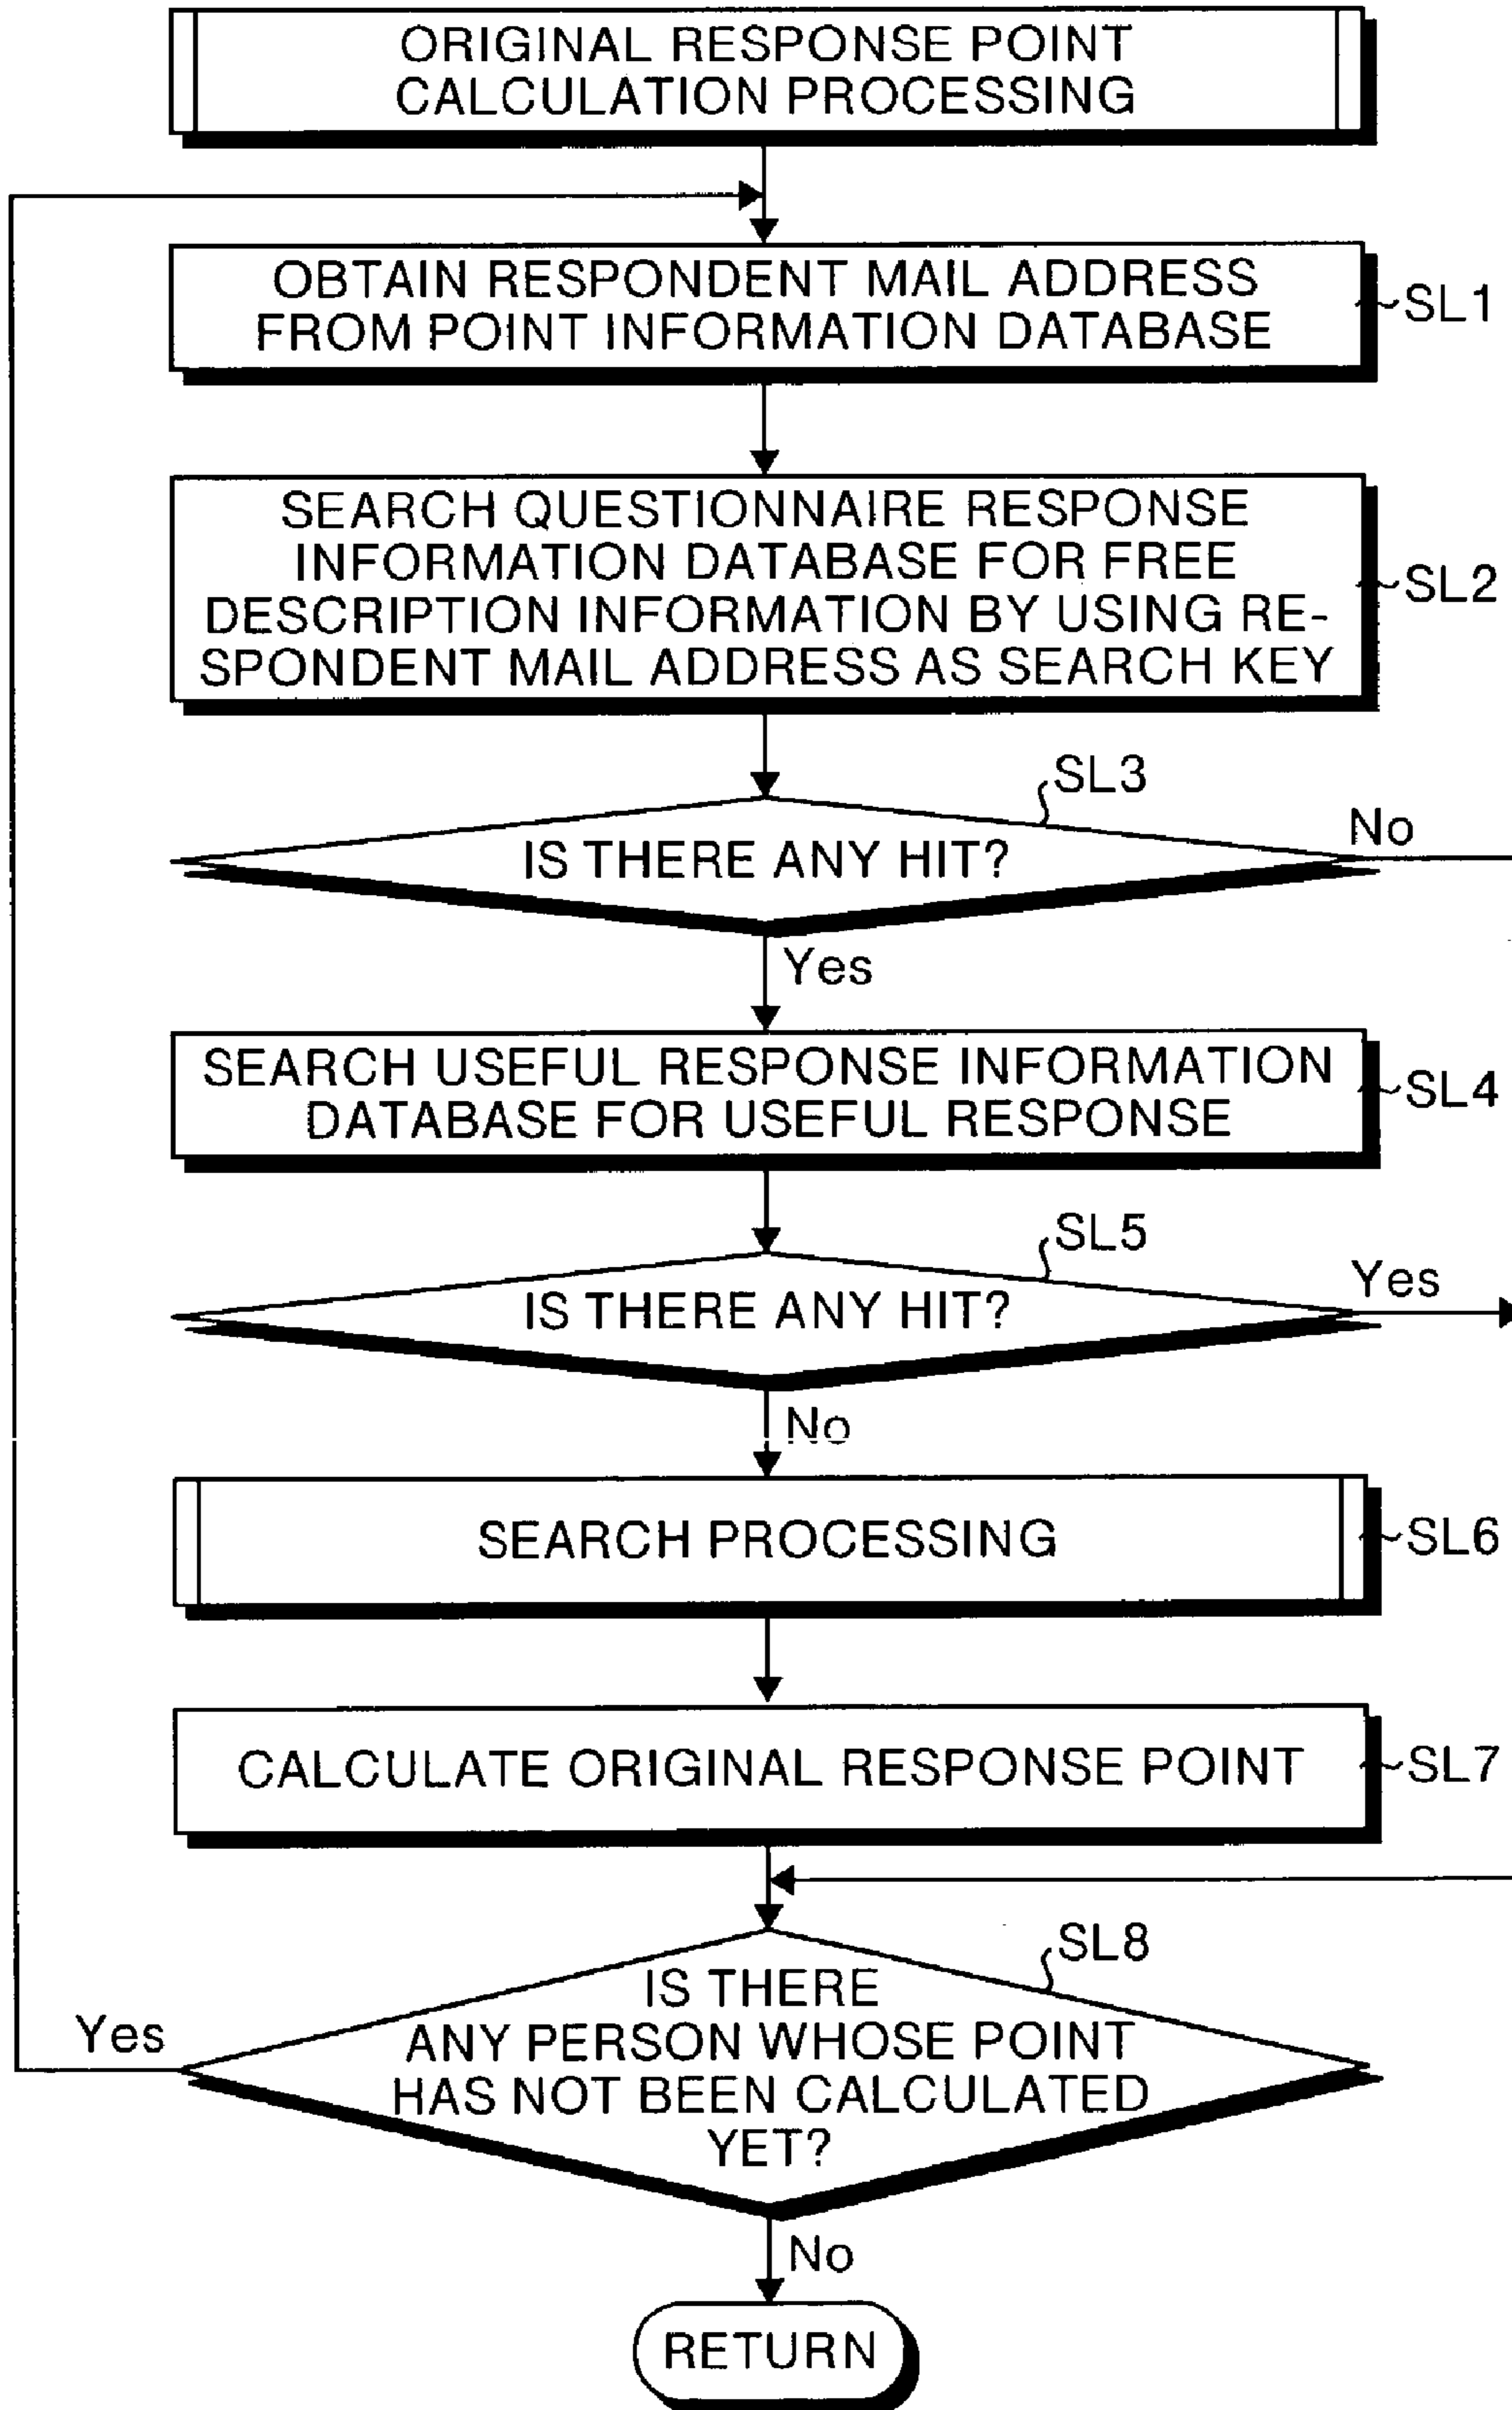 ORIGINAL RESPONSE POINT
CALCULATION PROCESSING
OBTAIN RESPONDENT MAIL ADDRESS
FROM POINT INFORMATION DATABASE
SL1
SEARCH QUESTIONNAIRE RESPONSE
INFORMATION DATABASE FOR FREE
DESCRIPTION INFORMATION BY USING RE-
SPONDENT MAIL ADDRESS AS SEARCH KEY
SL2
SL3
IS THERE ANY HIT?
No
Yes
SEARCH USEFUL RESPONSE INFORMATION
DATABASE FOR USEFUL RESPONSE
SL4
SL5
IS THERE ANY HIT?
Yes
No
SEARCH PROCESSING
SL6
CALCULATE ORIGINAL RESPONSE POINT
SL7
SL8
IS THERE
ANY PERSON WHOSE POINT
HAS NOT BEEN CALCULATED
YET?
Yes
No
RETURN